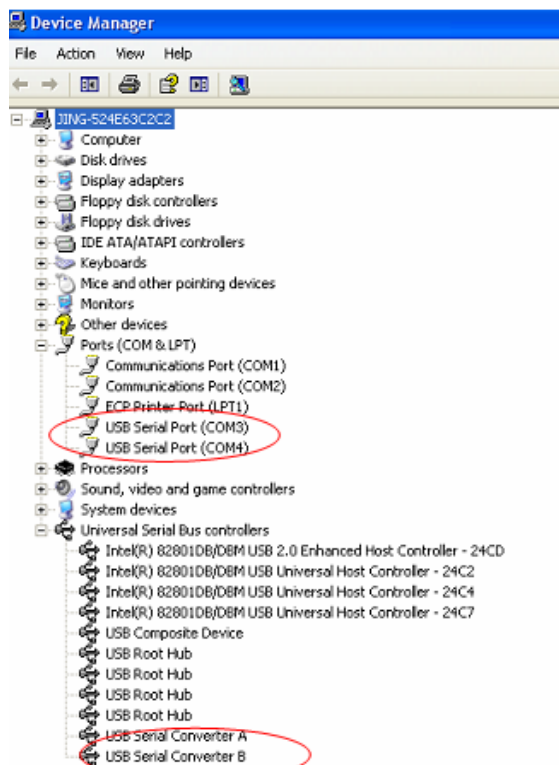 Device Manager
File Action View Help
JING-524E63C2C2
Computer
Disk drives
Display adapters
Floppy disk controllers
Floppy disk drives
IDE ATA/ATAPI controllers
Keyboards
Mice and other pointing devices
Monitors
Other devices
Ports (COM & LPT)
Communications Port (COM1)
Communications Port (COM2)
ECP Printer Port (LPT1)
USB Serial Port (COM3)
USB Serial Port (COM4)
Processors
Sound, video and game controllers
System devices
Universal Serial Bus controllers
Intel(R) 82801DB/DBM USB 2.0 Enhanced Host Controller - 24CD
Intel(R) 82801DB/DBM USB Universal Host Controller - 24C2
Intel(R) 82801DB/DBM USB Universal Host Controller - 24C4
Intel(R) 82801DB/DBM USB Universal Host Controller - 24C7
USB Composite Device
USB Root Hub
USB Root Hub
USB Root Hub
USB Root Hub
USB Serial Converter A
USB Serial Converter B